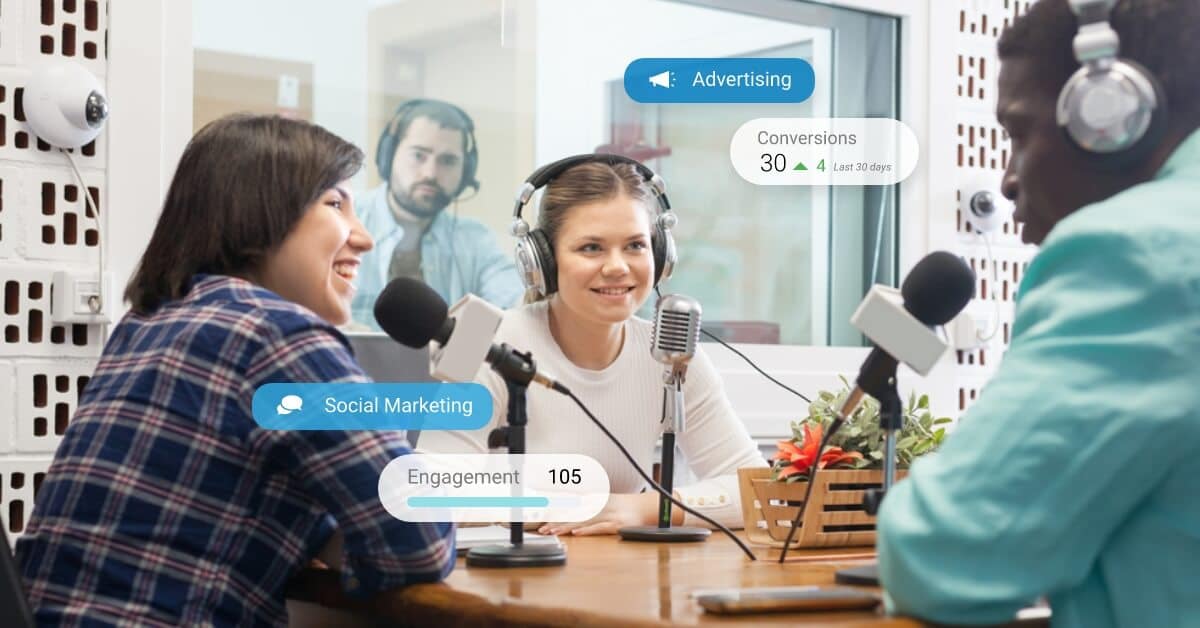 Advertising
Conversions
30 4 Last 30 days
Social Marketing
Engagement 105